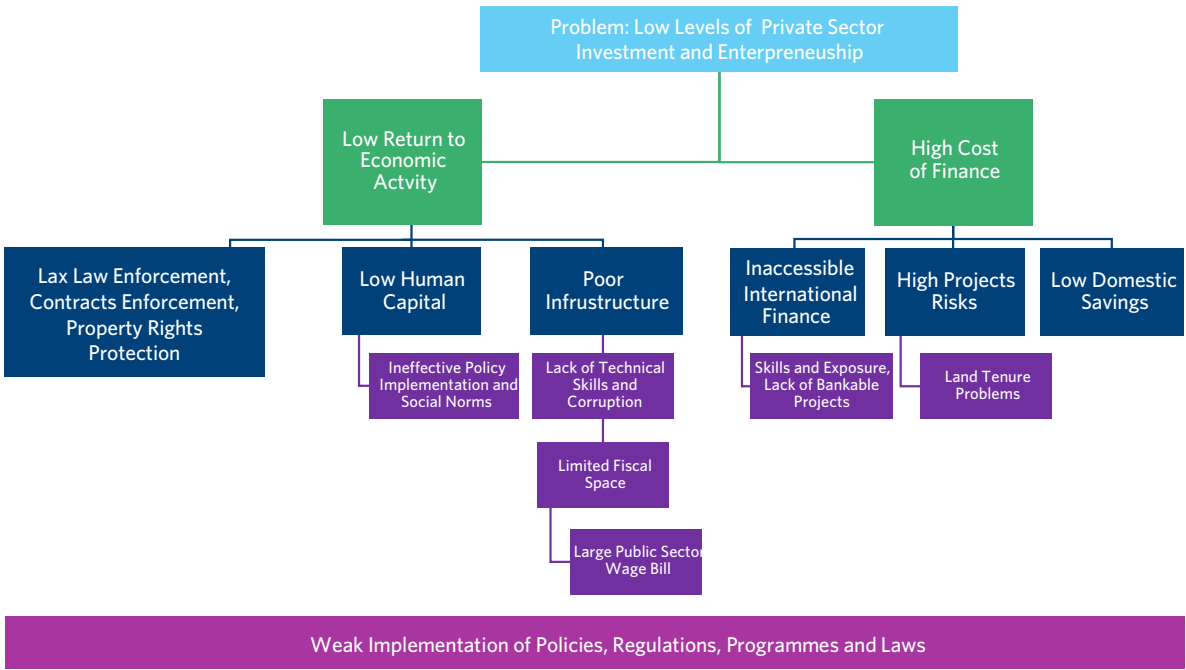 Problem: Low Levels of Private Sector
Investment and Enterpreneuship
Low Return to
Economic
Actvity
High Cost
of Finance
Lax Law Enforcement,
Contracts Enforcement,
Property Rights
Protection
Low Human
Capital
Poor
Infrustructure
Inaccessible
International
Finance
High Projects
Risks
Low Domestic
Savings
Ineffective Policy
Implementation and
Social Norms
Lack of Technical
Skills and
Corruption
Skills and Exposure,
Lack of Bankable
Projects
Land Tenure
Problems
Limited Fiscal
Space
Large Public Sector
Wage Bill
Weak Implementation of Policies, Regulations, Programmes and Laws